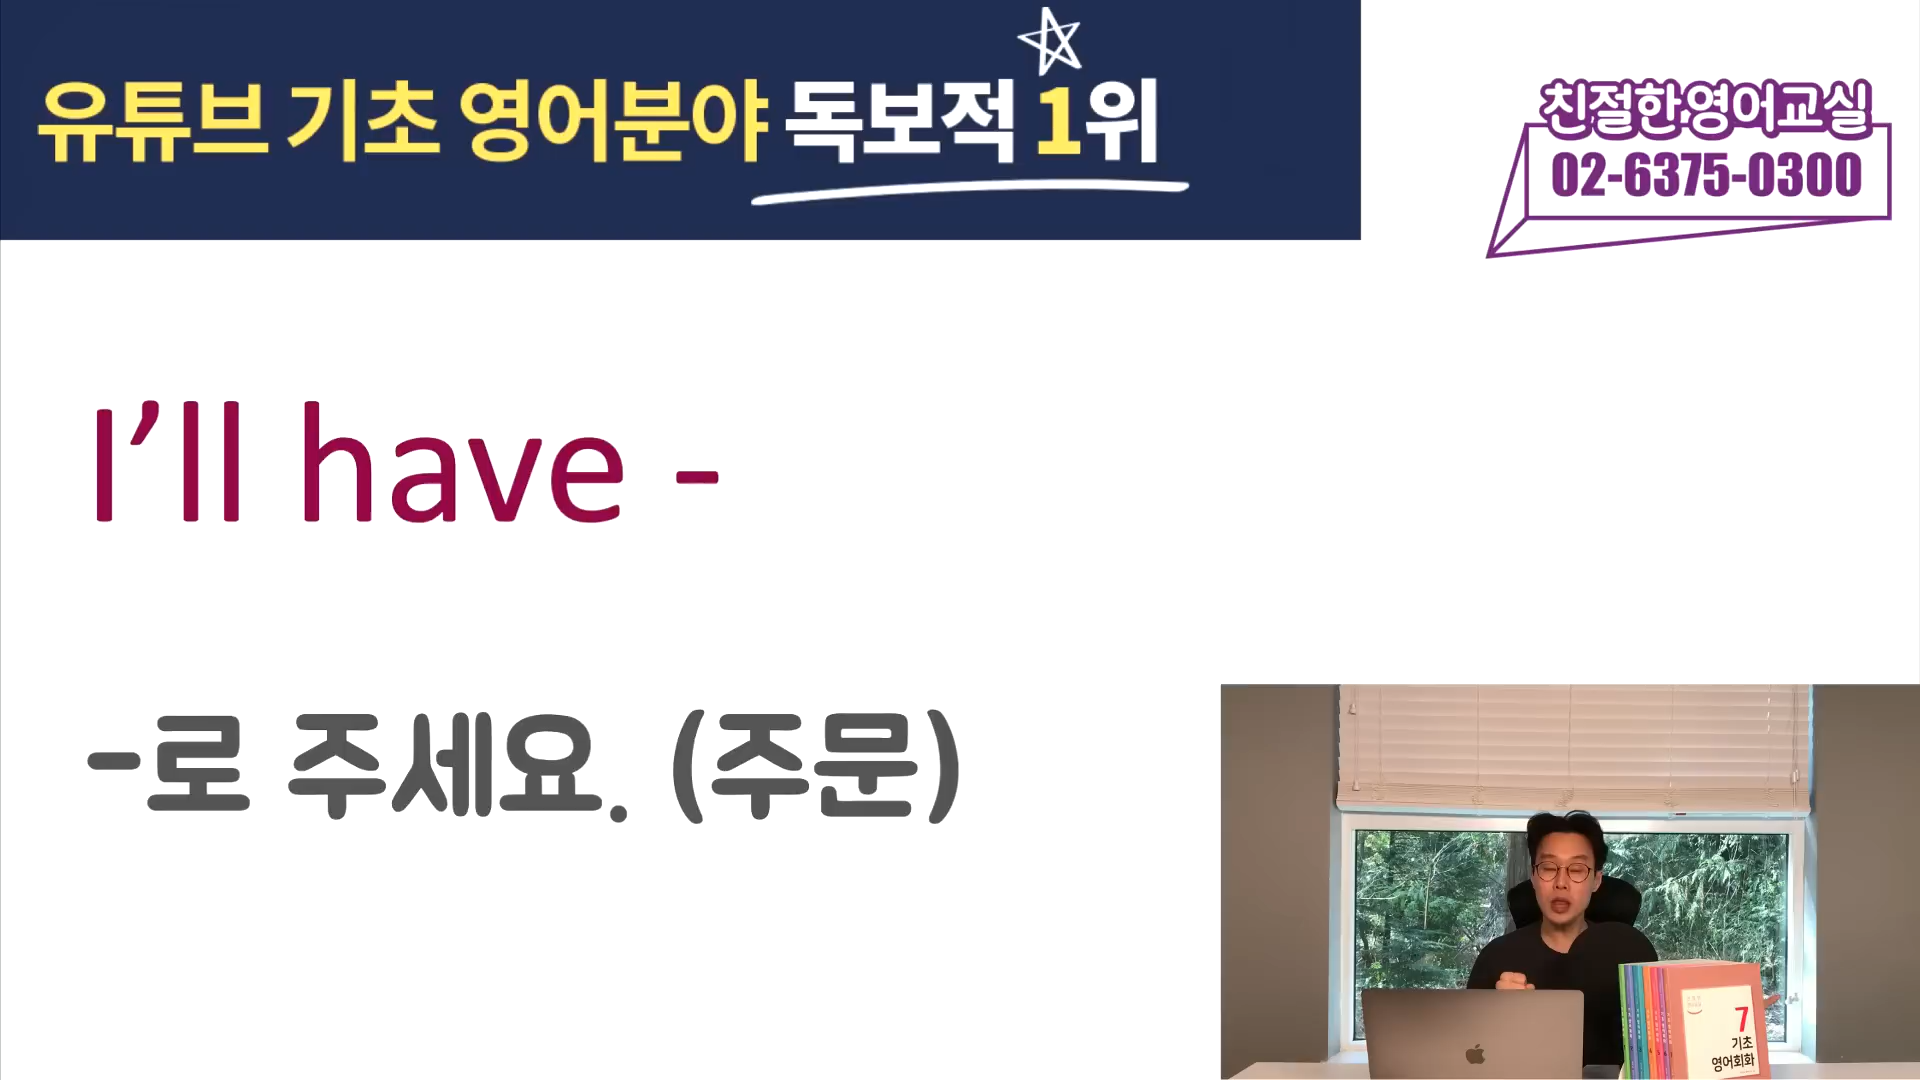 유튜브 기초 영어분야 독보적 1위
친절한영어교실
02-6375-0300
I’ll have -
-로 주세요. (주문)
7
기초
영어회화